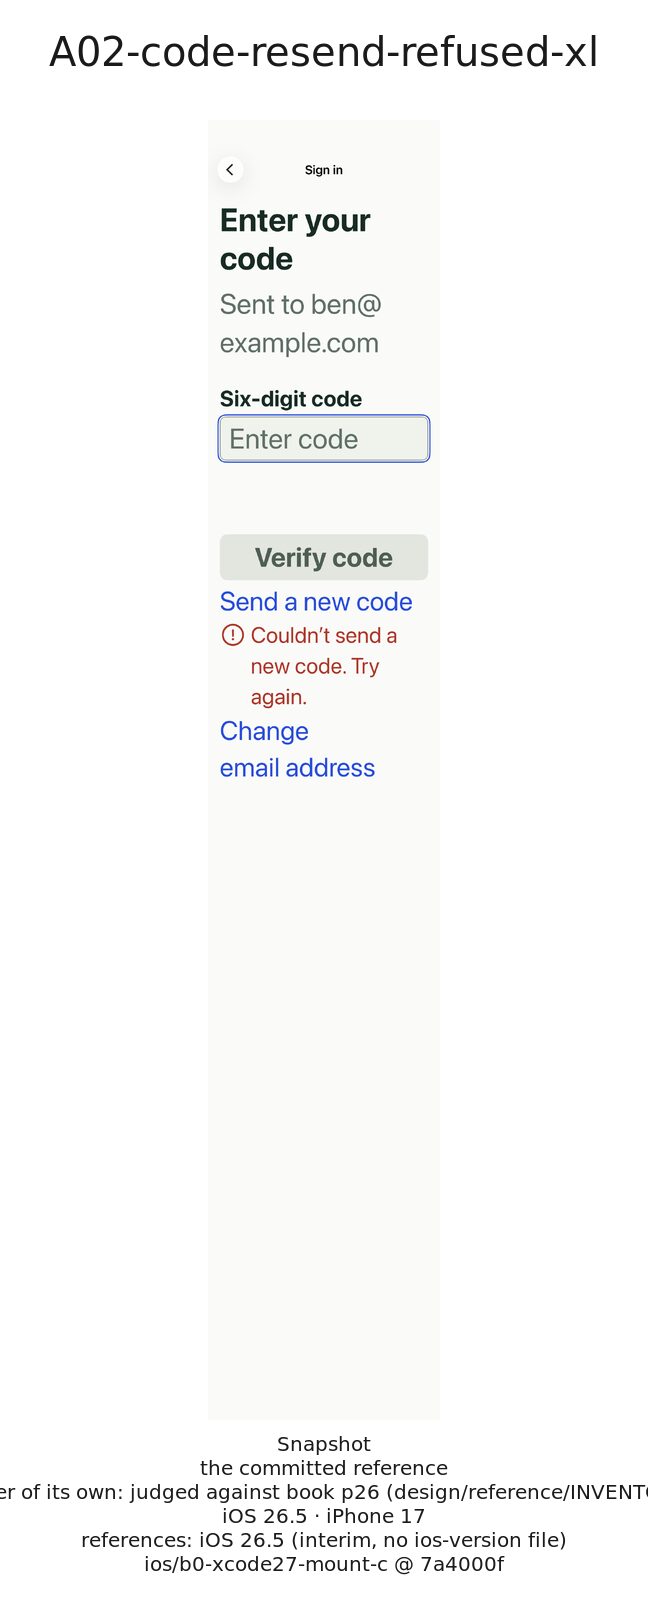 A02-code-resend-refused-xl
Sign in
Enter your
code
Sent to ben@
example.com
Six-digit code
Enter code
Verify code
Send a new code
Couldn’t send a
new code. Try
again.
Change
email address
Snapshot
the committed reference
of its own: judged against book p26 (design/reference/
iOS 26.5 · iPhone 17
references: iOS 26.5 (interim, no ios-version file)
ios/b0-xcode27-mount-c @ 7a4000f